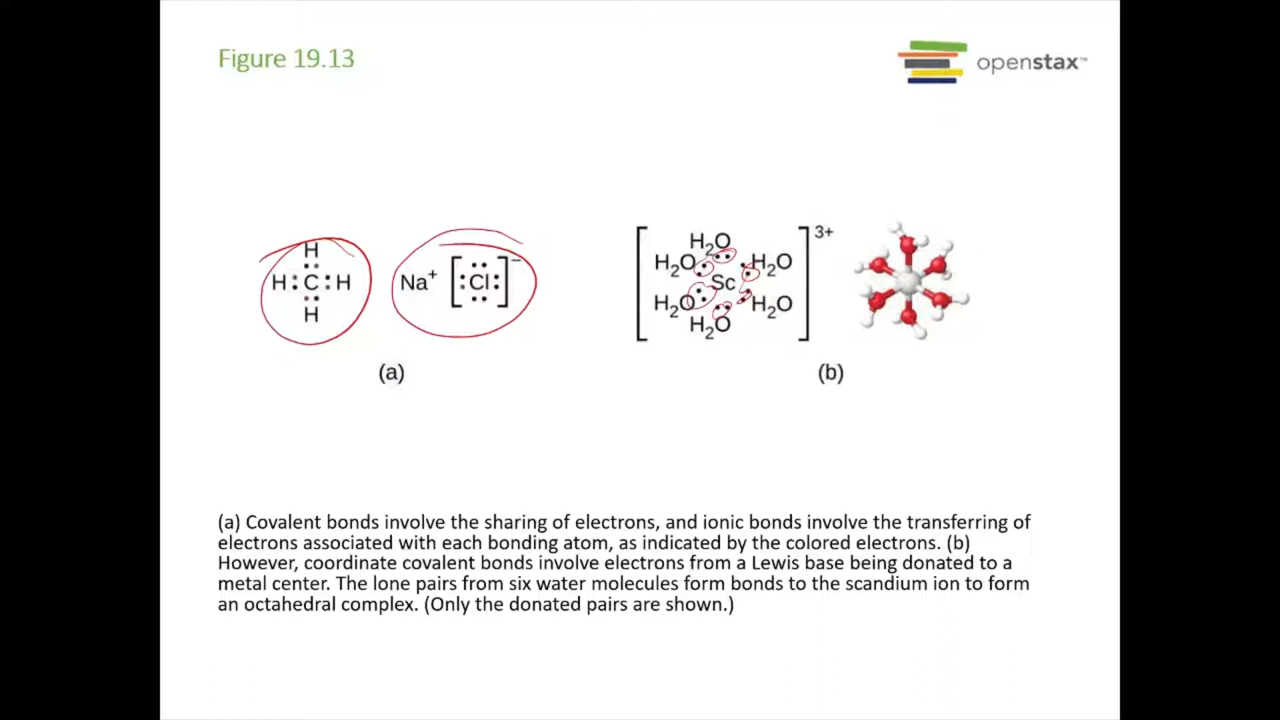 Figure 19.13
openstax™
H
H:C:H
H
Na⁺ [:Cl:]⁻
[
H₂O
H₂O H₂O
Sc
H₂O H₂O
H₂O
]³⁺
(a)
(b)
(a) Covalent bonds involve the sharing of electrons, and ionic bonds involve the transferring of
electrons associated with each bonding atom, as indicated by the colored electrons. (b)
However, coordinate covalent bonds involve electrons from a Lewis base being donated to a
metal center. The lone pairs from six water molecules form bonds to the scandium ion to form
an octahedral complex. (Only the donated pairs are shown.)